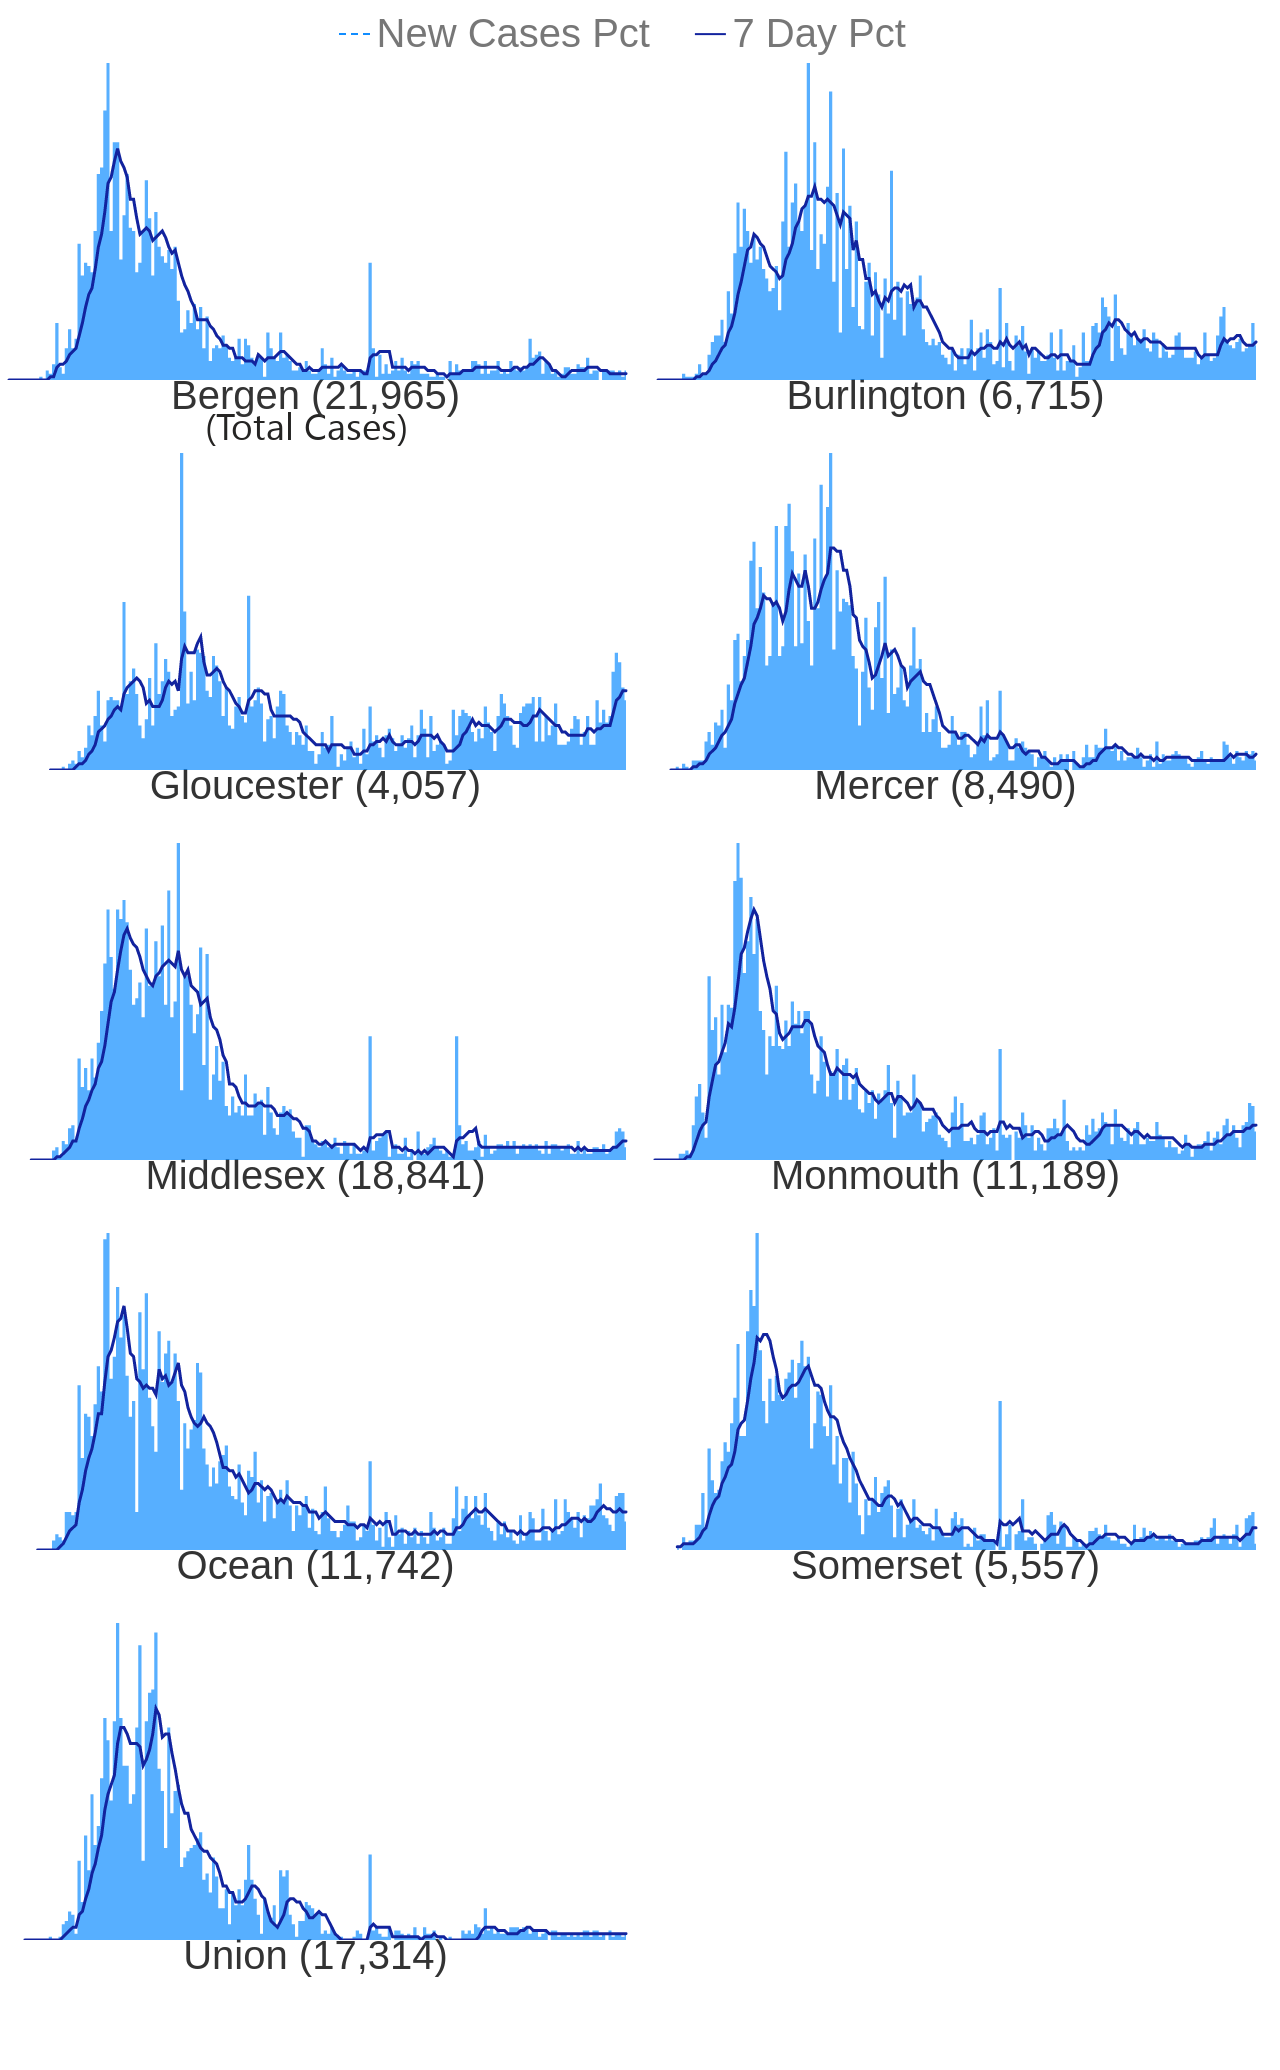 New Cases Pct 7 Day Pct
Bergen (21,965) Burlington (6,715)
(Total Cases)
Gloucester (4,057) Mercer (8,490)
Middlesex (18,841) Monmouth (11,189)
Ocean (11,742) Somerset (5,557)
Union (17,314)